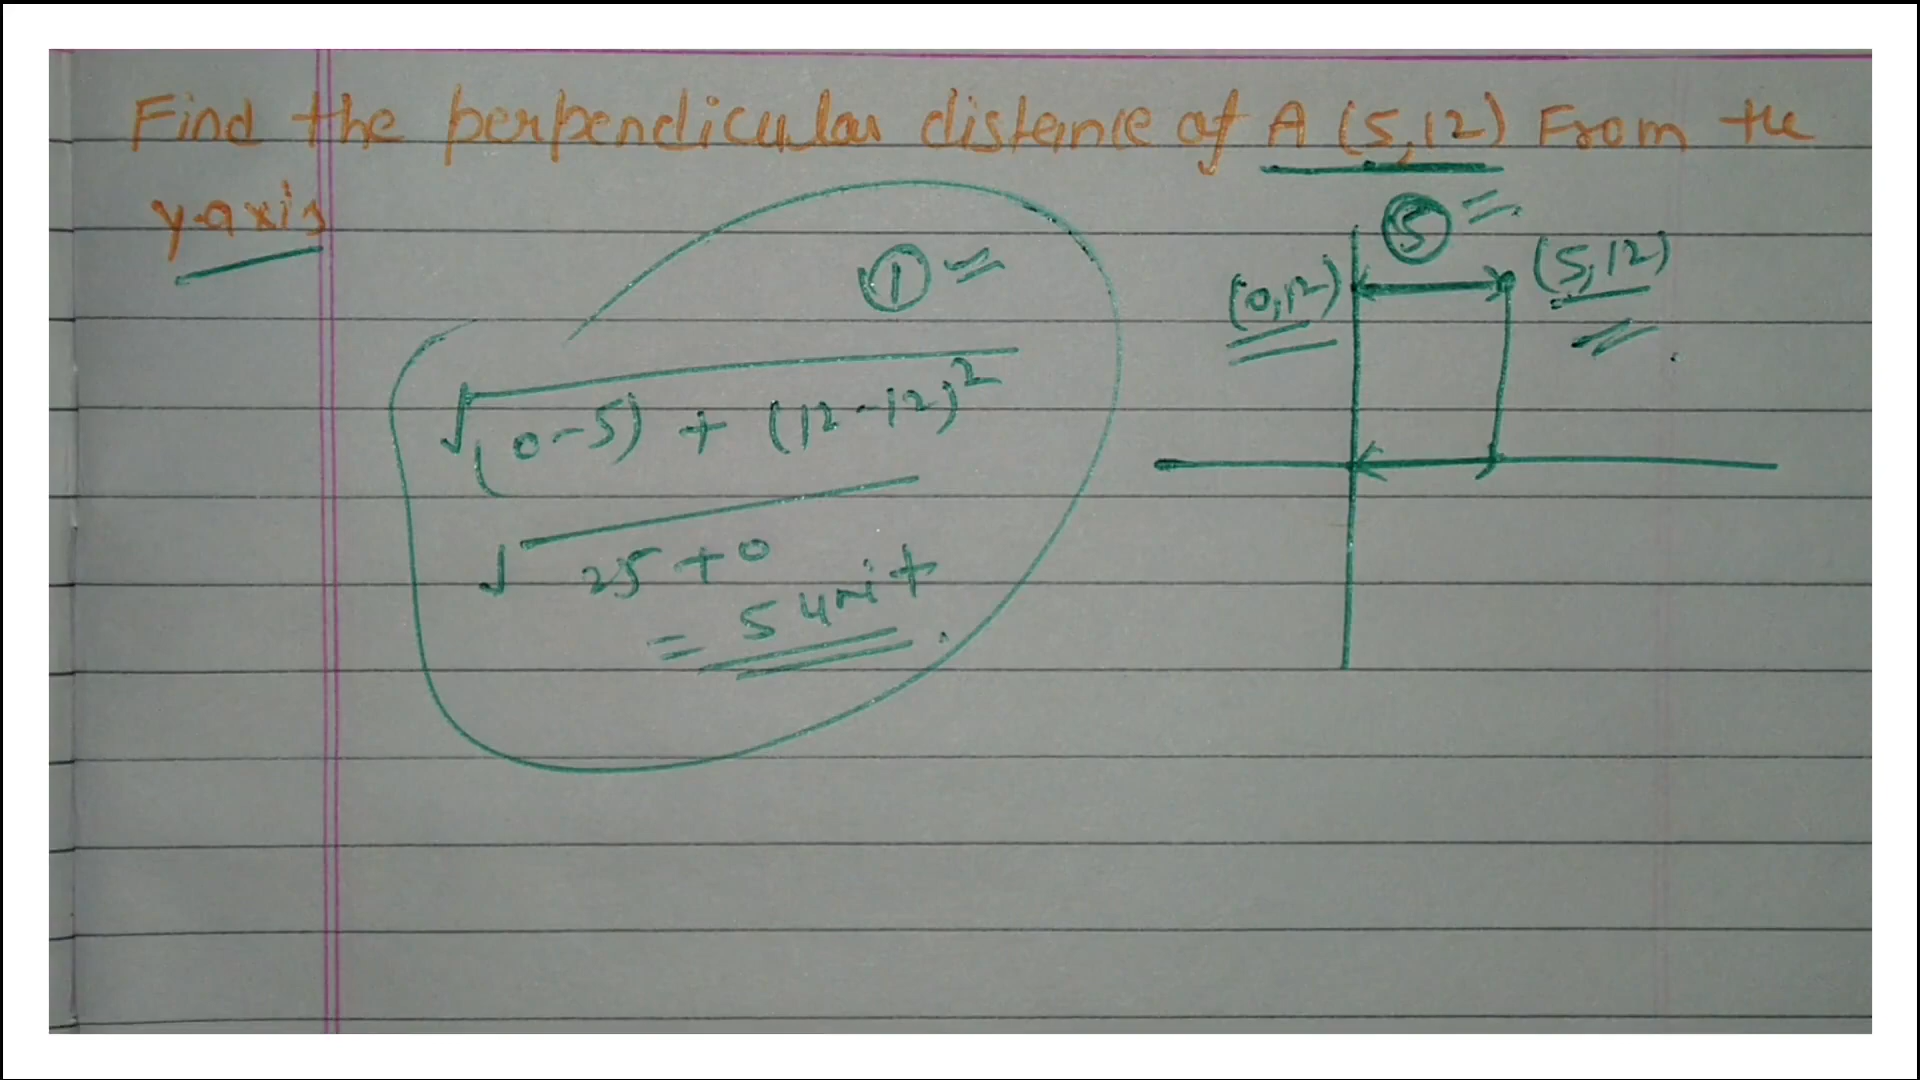 Find the perpendicular distance of A (5,12) From the
y-axis
①=
⑤=
(0,12)
(5,12)
√(0-5) + (12-12)²
√25+0
= 5 unit